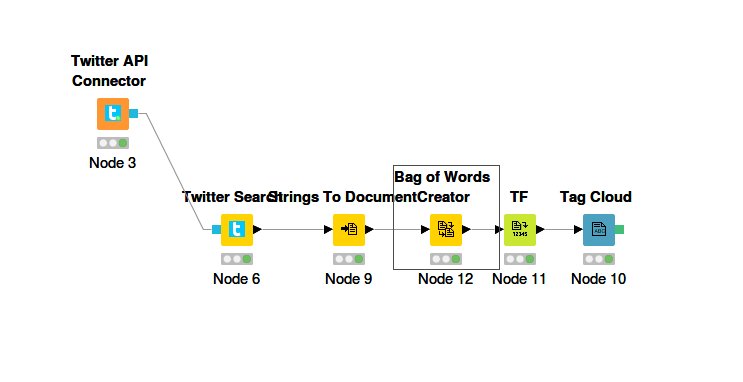 Twitter API
Connector
Node 3
Bag of Words
Twitter Search
Strings To Document
Creator
TF
Tag Cloud
12345
Node 6
Node 9
Node 12
Node 11
Node 10